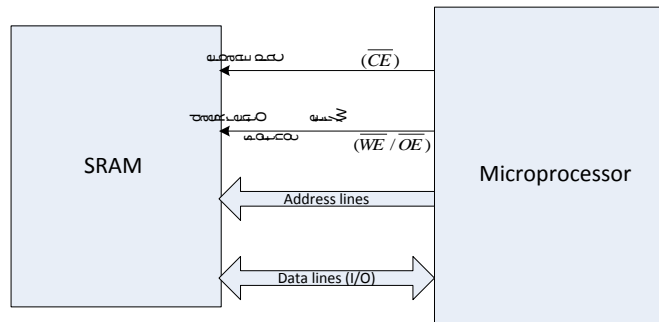 (CE)
(WE / OE)
SRAM
Microprocessor
Address lines
Data lines (I/O)